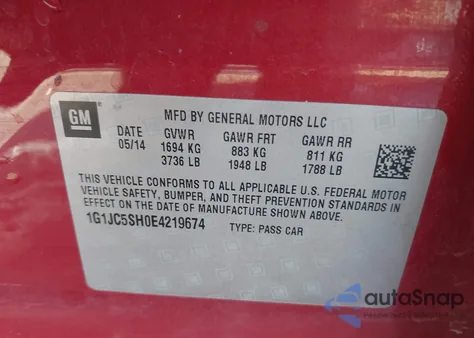 GM
MFD BY GENERAL MOTORS LLC
05/14 GVWR GAWR FRT GAWR RR
1694 KG 883 KG 811 KG
3736 LB 1948 LB 1788 LB
THIS VEHICLE CONFORMS TO ALL APPLICABLE U.S. FEDERAL MOTOR
VEHICLE SAFETY, BUMPER, AND THEFT PREVENTION STANDARDS IN
EFFECT ON THE DATE OF MANUFACTURE SHOWN ABOVE.
1G1JC5SH0E4219674 TYPE: PASS CAR
autoSnap